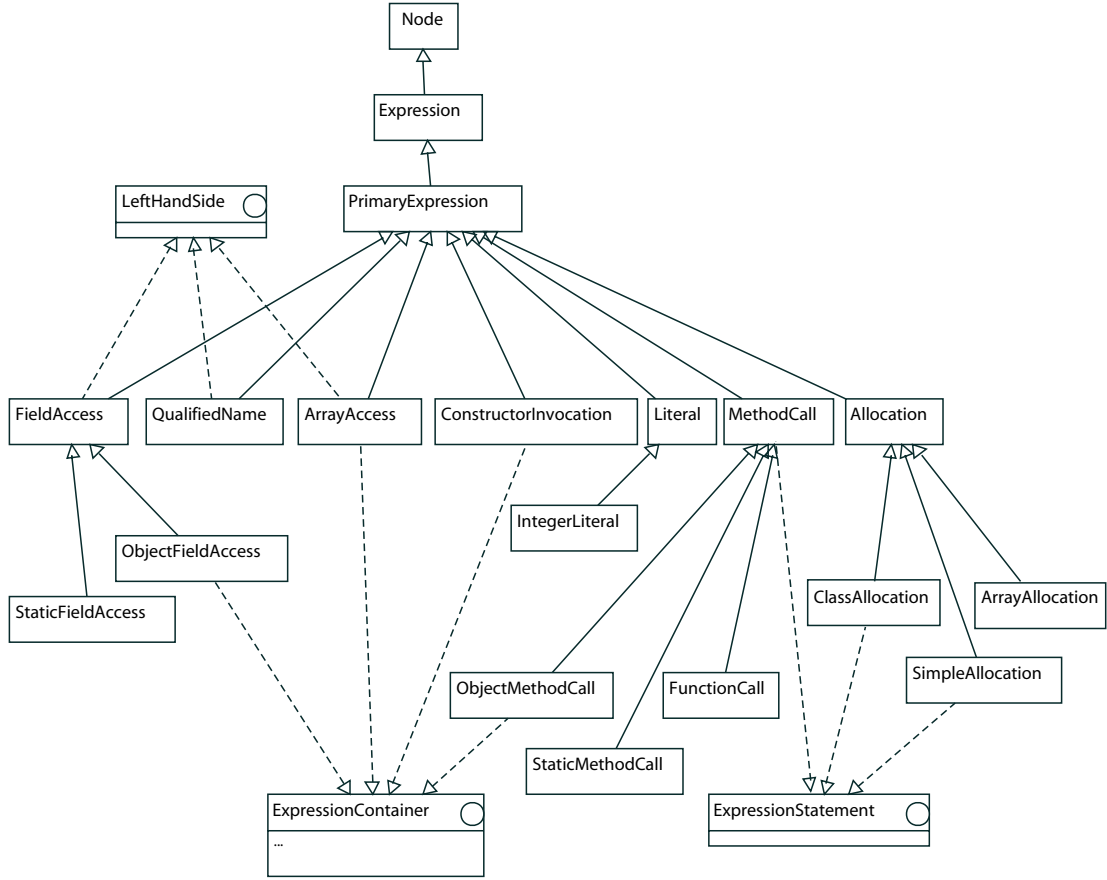 Node
Expression
LeftHandSide
PrimaryExpression
FieldAccess
QualifiedName
ArrayAccess
ConstructorInvocation
Literal
MethodCall
Allocation
IntegerLiteral
ObjectFieldAccess
ClassAllocation
ArrayAllocation
StaticFieldAccess
SimpleAllocation
ObjectMethodCall
FunctionCall
StaticMethodCall
ExpressionContainer
...
ExpressionStatement